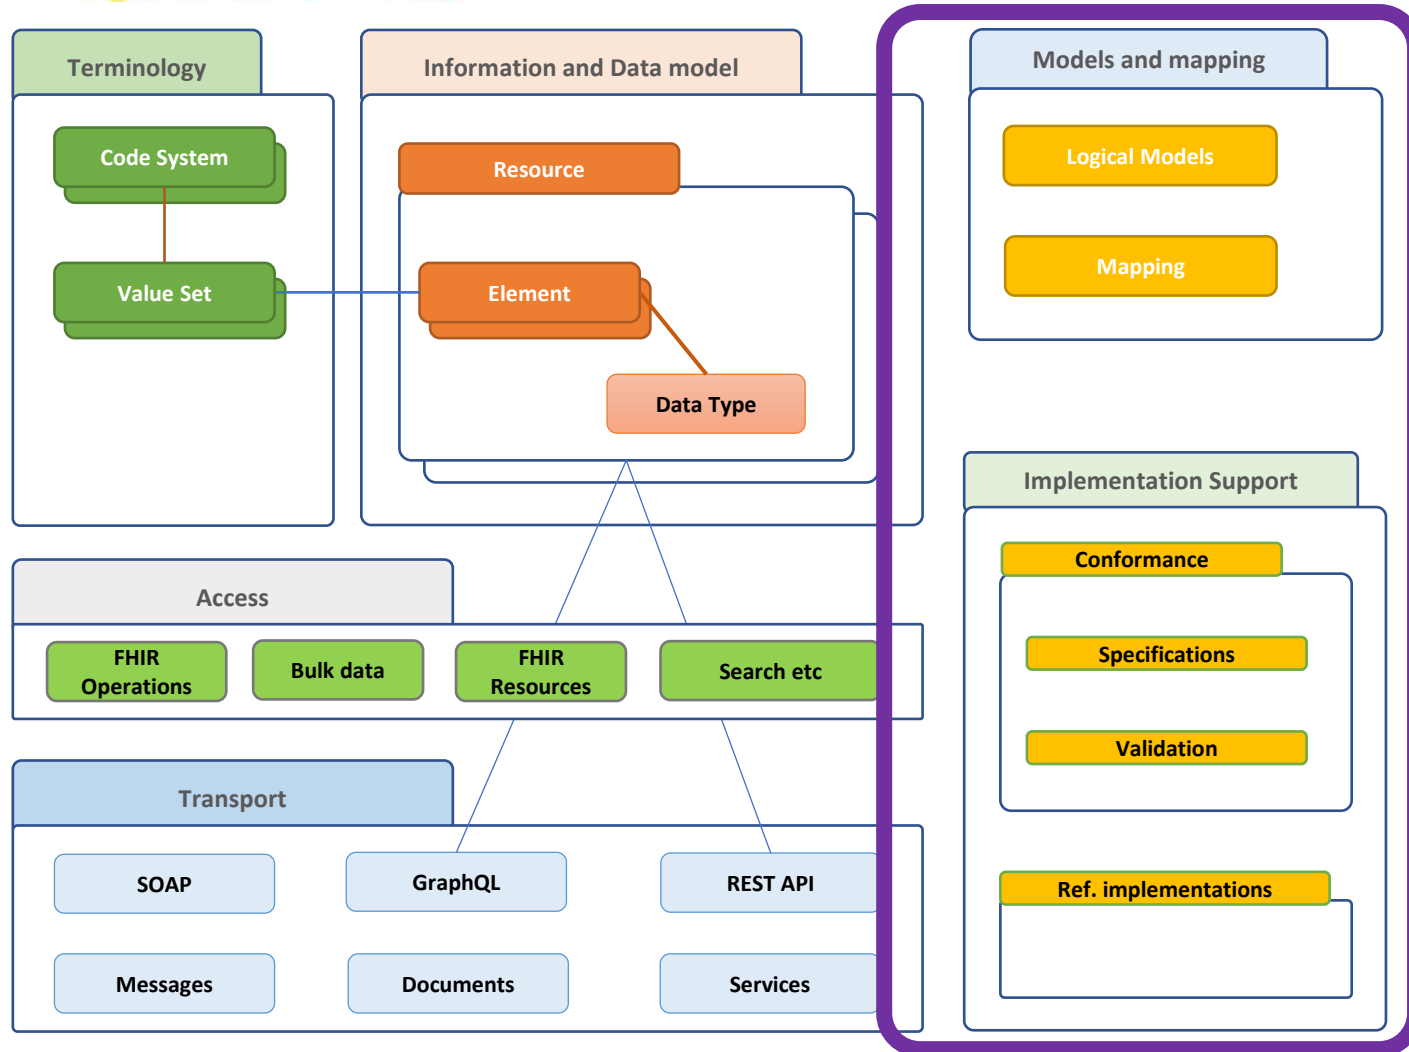 Terminology
Code System
Value Set
Information and Data model
Resource
Element
Data Type
Models and mapping
Logical Models
Mapping
Implementation Support
Conformance
Specifications
Validation
Ref. implementations
Access
FHIR
Operations
Bulk data
FHIR
Resources
Search etc
Transport
SOAP
GraphQL
REST API
Messages
Documents
Services